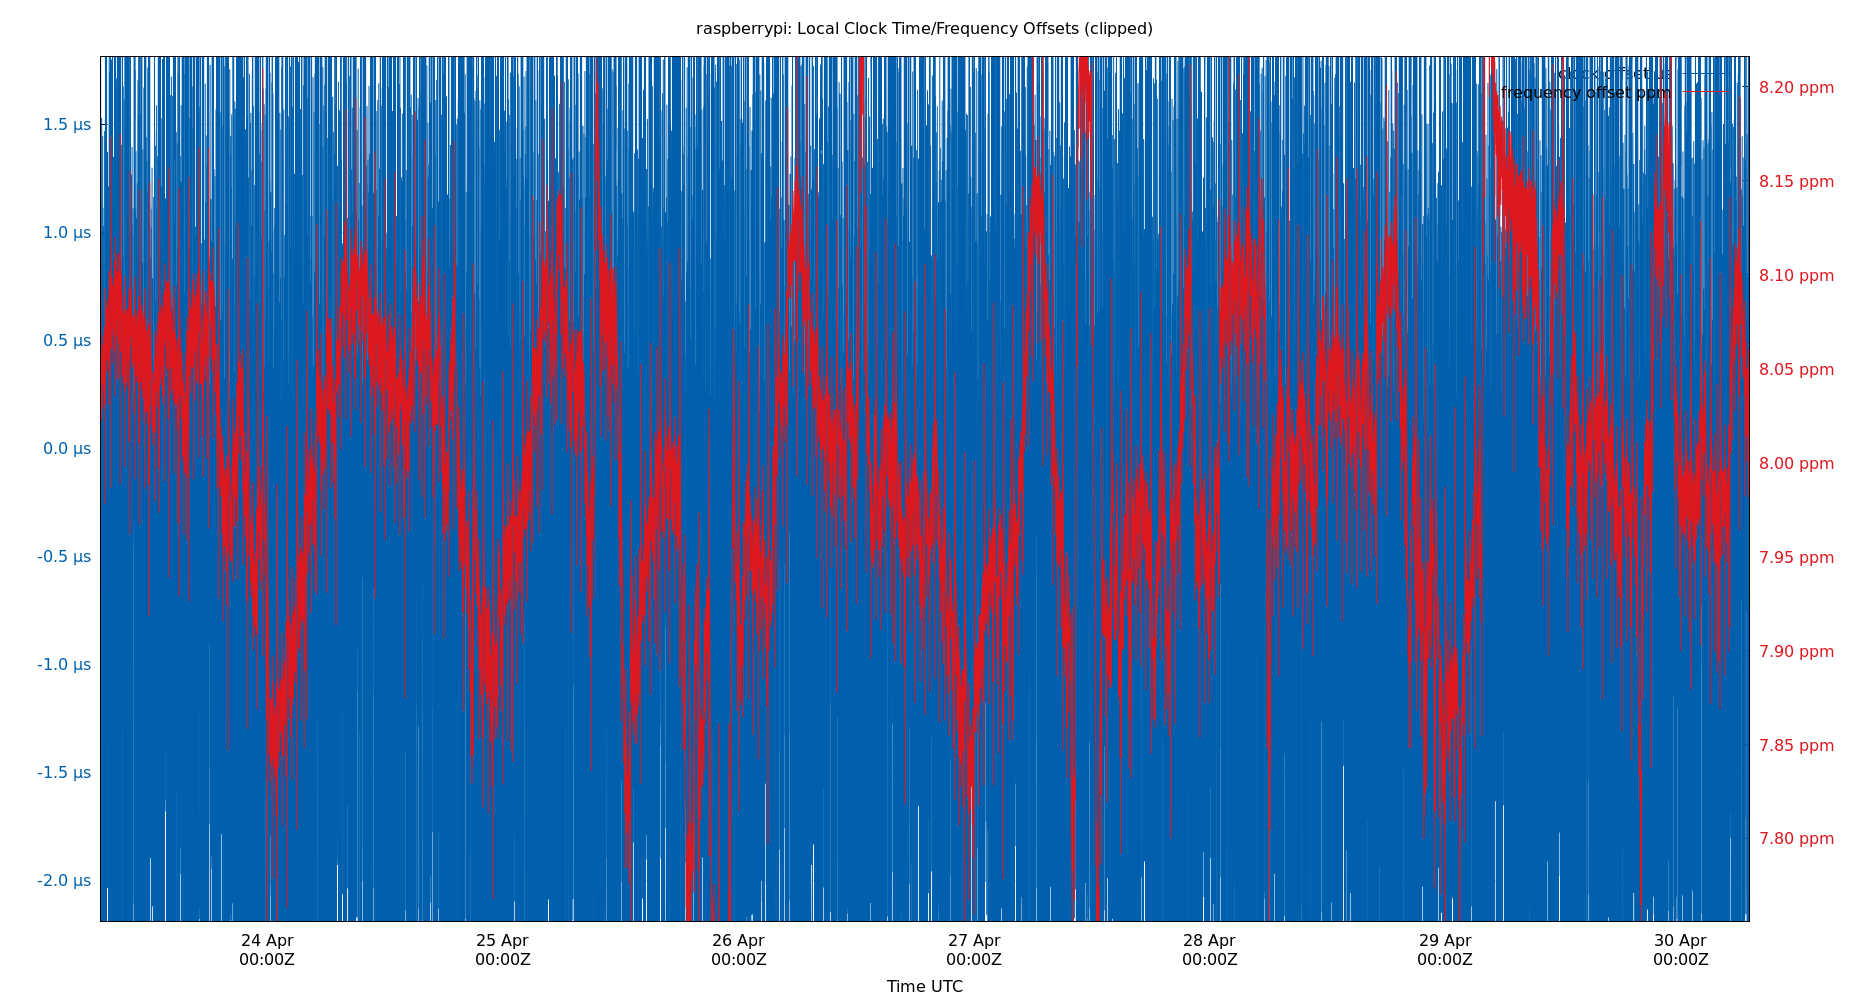 raspberrypi: Local Clock Time/Frequency Offsets (clipped)
clock offset µs
frequency offset ppm
1.5 µs
1.0 µs
0.5 µs
0.0 µs
-0.5 µs
-1.0 µs
-1.5 µs
-2.0 µs
8.20 ppm
8.15 ppm
8.10 ppm
8.05 ppm
8.00 ppm
7.95 ppm
7.90 ppm
7.85 ppm
7.80 ppm
24 Apr
00:00Z
25 Apr
00:00Z
26 Apr
00:00Z
27 Apr
00:00Z
28 Apr
00:00Z
29 Apr
00:00Z
30 Apr
00:00Z
Time UTC